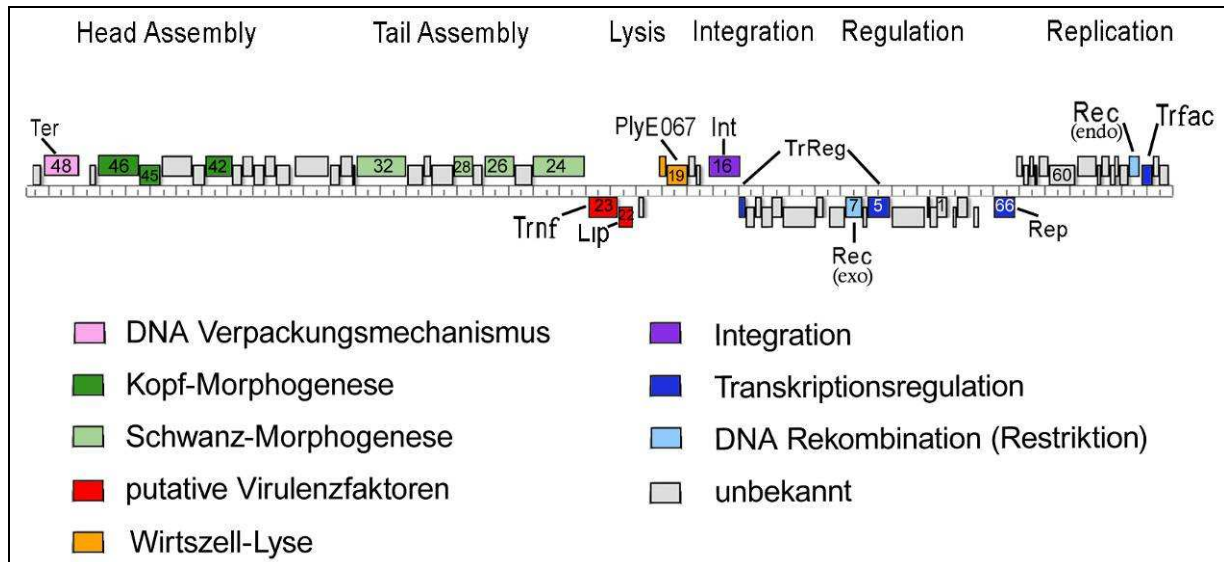 Head Assembly Tail Assembly Lysis Integration Regulation Replication
Ter PlyE067 Int TrReg Rec (endo) Trfac
48 46 45 42 32 28 26 24 19 16 60
23 22 7 5 1 66
Trnf Lip Rec (exo) Rep
DNA Verpackungsmechanismus
Kopf-Morphogenese
Schwanz-Morphogenese
putative Virulenzfaktoren
Wirtszell-Lyse
Integration
Transkriptionsregulation
DNA Rekombination (Restriktion)
unbekannt